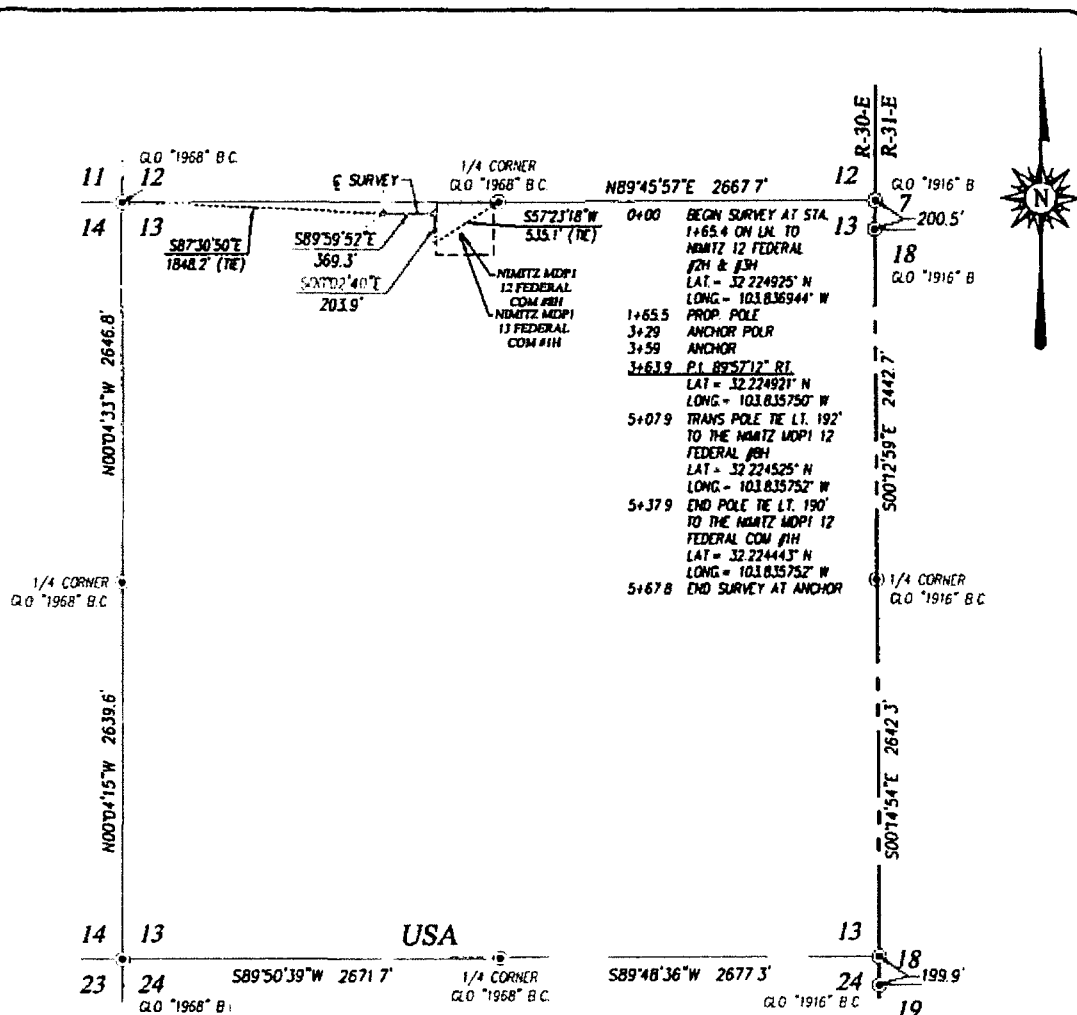 R-30-E
R-31-E
GLO "1968" B.C.
11 12
14 13
℄ SURVEY
1/4 CORNER
GLO "1968" B.C.
N89°45'57"E 2667.7'
12
GLO "1916" B
7
13
200.5'
18
GLO "1916" B
N
S87°30'50"E
1848.2' (TIE)
S89°59'52"E
369.3'
S00°02'40"E
203.9'
S57°23'18"W
535.1' (TIE)
NIMITZ MDP1
12 FEDERAL
COM #8H
NIMITZ MDP1
13 FEDERAL
COM #1H
0+00 BEGIN SURVEY AT STA.
1+65.4 ON LN. TO
NIMITZ 12 FEDERAL
#2H & #3H
LAT. = 32.224925° N
LONG. = 103.836944° W
1+65.5 PROP. POLE
3+29 ANCHOR POLR
3+59 ANCHOR
3+63.9 P.I. 89°57'12" RT.
LAT = 32.224921° N
LONG. = 103.835750° W
5+07.9 TRANS POLE TIE LT. 192'
TO THE NIMITZ MDP1 12
FEDERAL #8H
LAT = 32.224525° N
LONG. = 103.835752° W
5+37.9 END POLE TIE LT. 190'
TO THE NIMITZ MDP1 12
FEDERAL COM #1H
LAT = 32.224443° N
LONG. = 103.835752° W
5+67.8 END SURVEY AT ANCHOR
N00°04'33"W 2646.8'
S00°12'59"E 2442.7'
1/4 CORNER
GLO "1968" B.C
1/4 CORNER
GLO "1916" B.C
N00°04'15"W 2639.6'
S00°14'54"E 2642.3'
14 13
USA
13
18
S89°50'39"W 2671.7'
1/4 CORNER
GLO "1968" B.C.
S89°48'36"W 2677.3'
199.9'
23 24
GLO "1968" B
24
GLO "1916" B.C
19